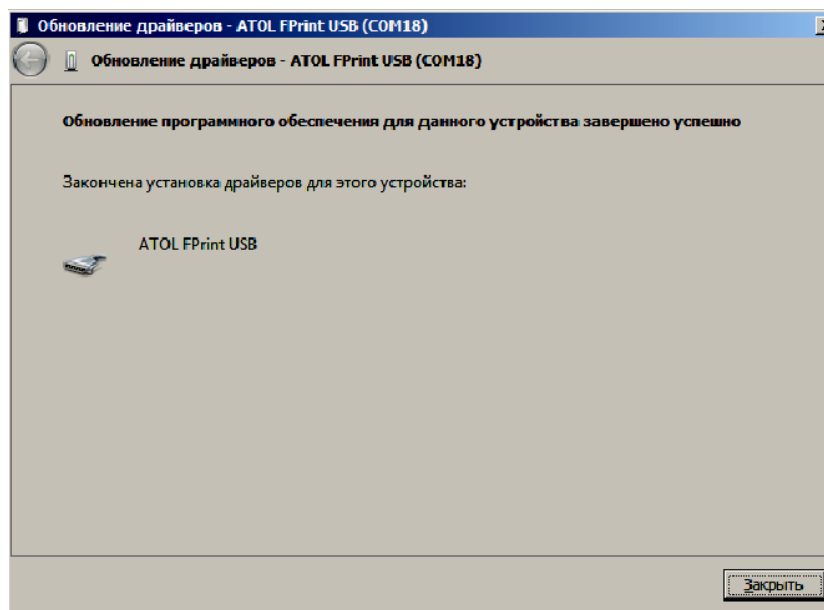 Обновление драйверов - ATOL FPrint USB (COM18)
Обновление драйверов - ATOL FPrint USB (COM18)
Обновление программного обеспечения для данного устройства завершено успешно
Закончена установка драйверов для этого устройства:
ATOL FPrint USB
Закрыть